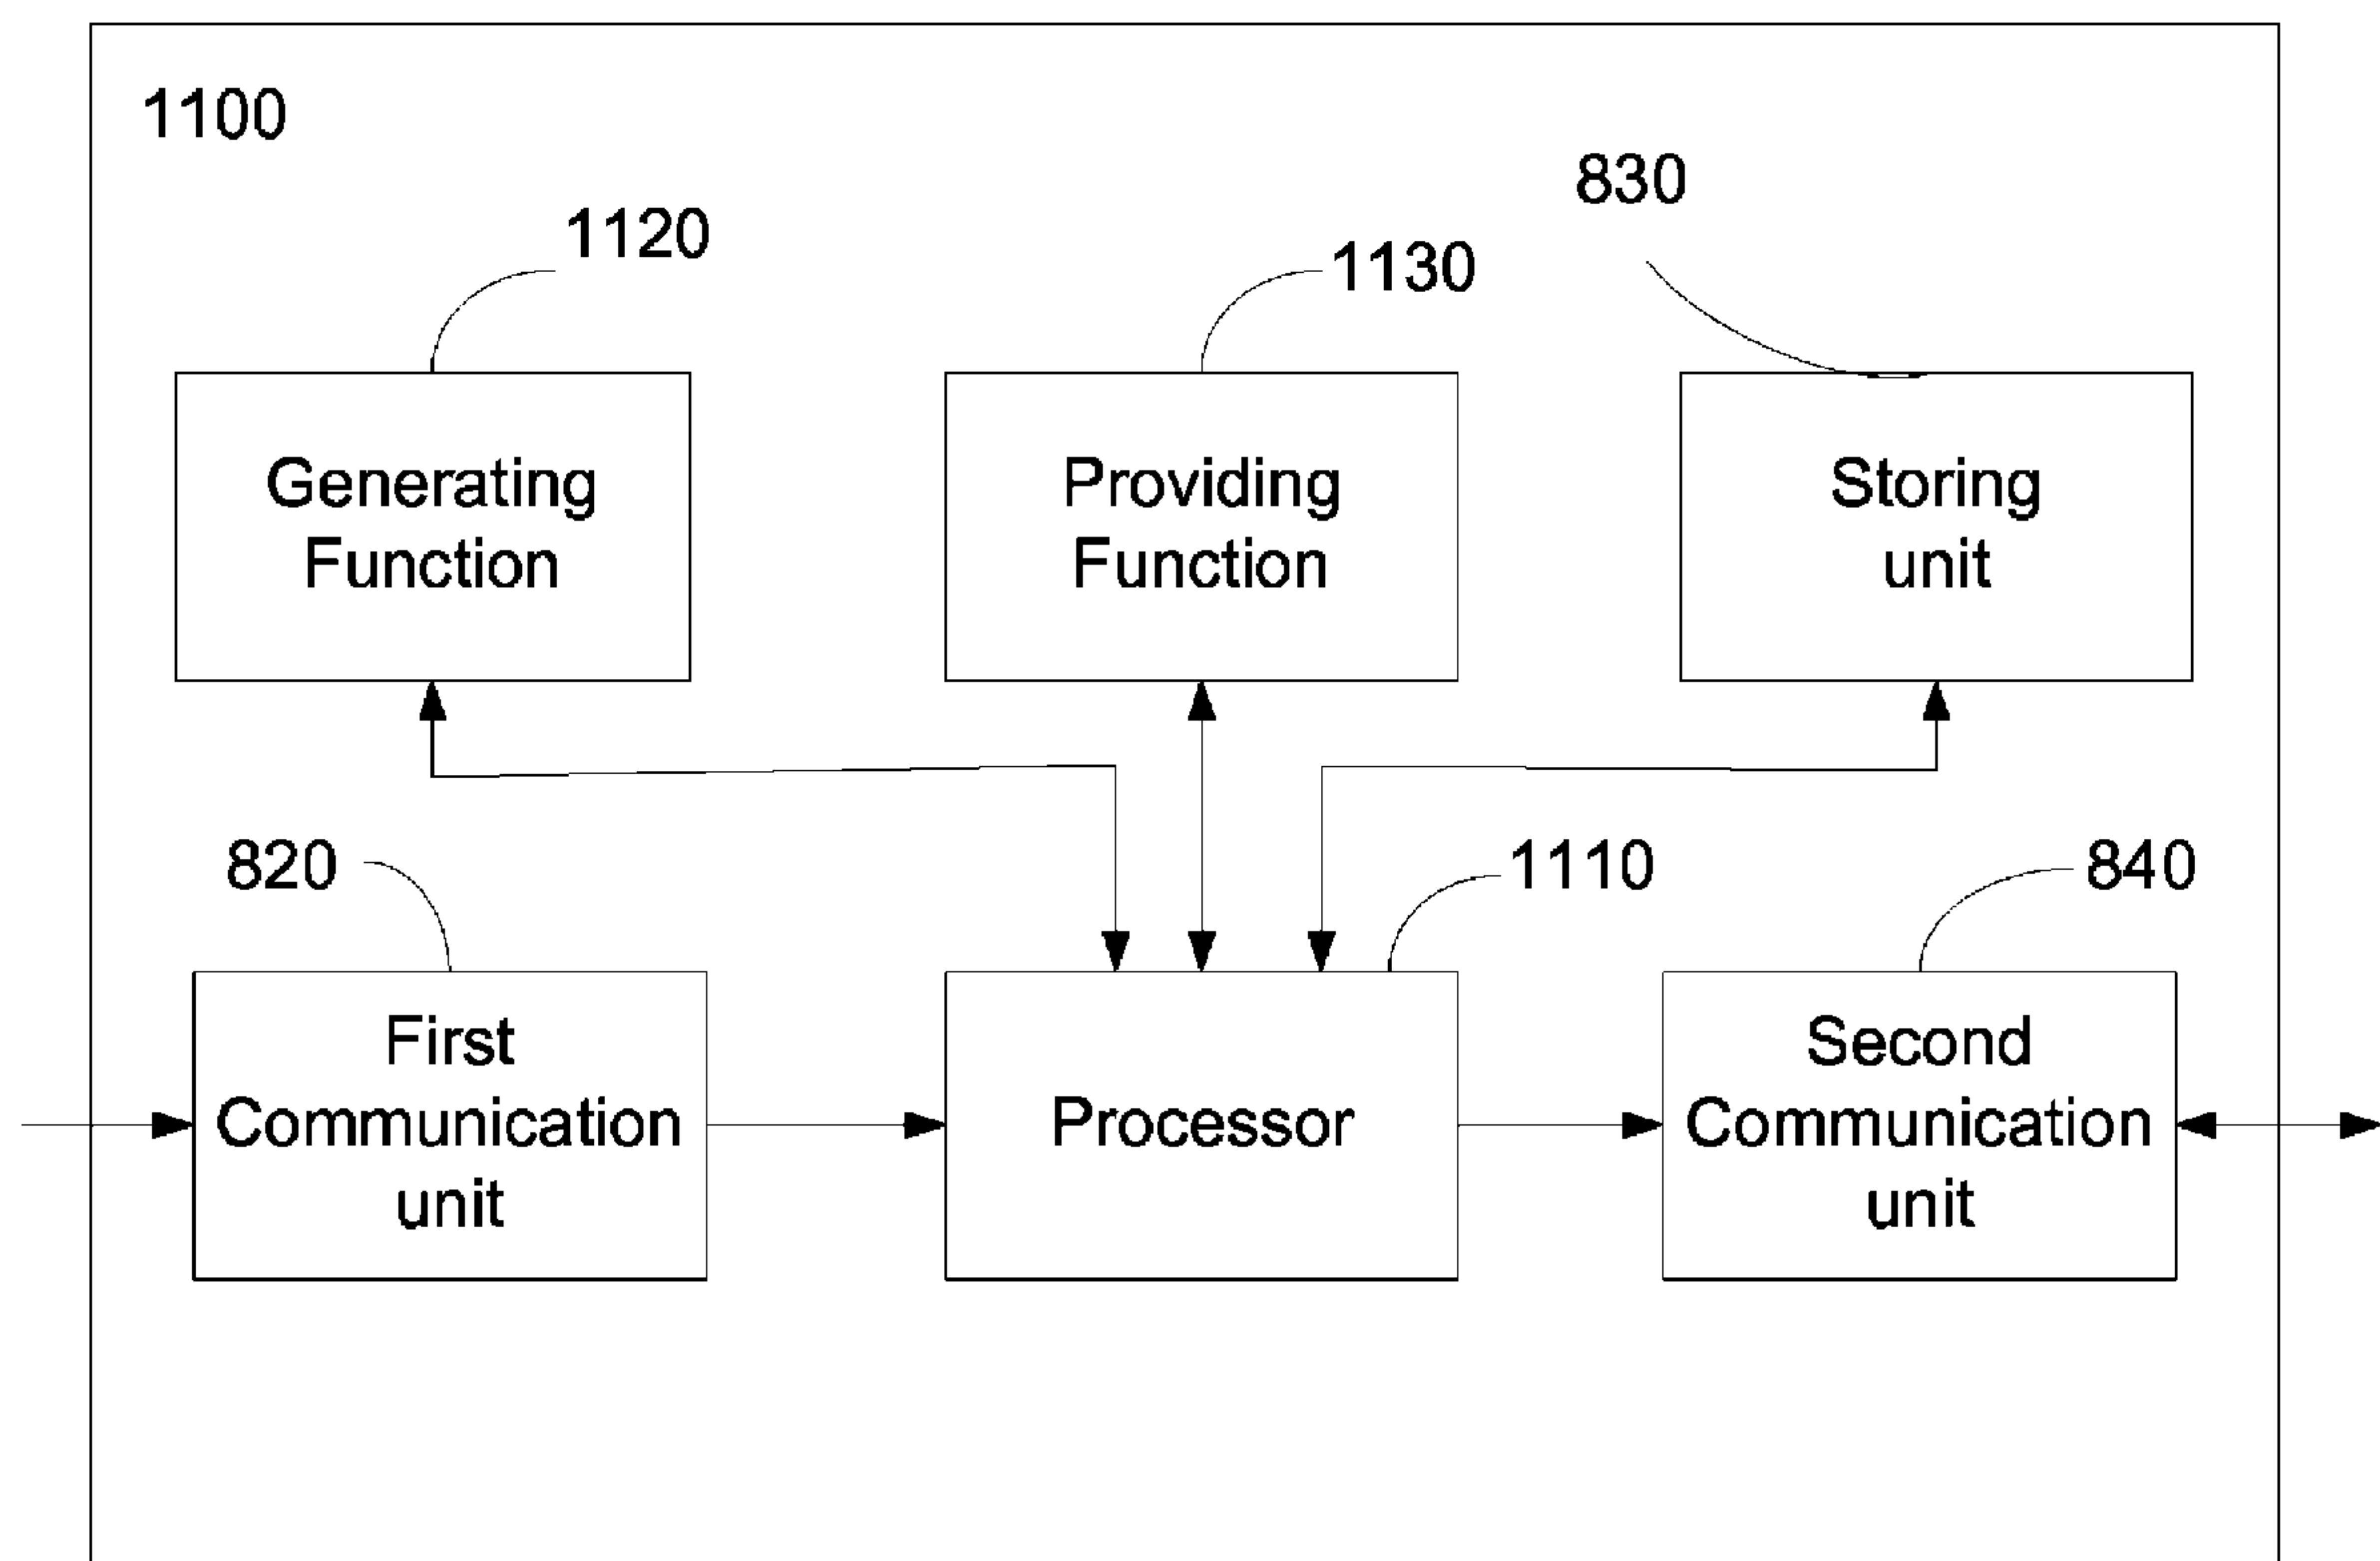 1100
830
1120
1130
Generating
Function
Providing
Function
Storing
unit
820
1110
840
First
Communication
unit
Processor
Second
Communication
unit